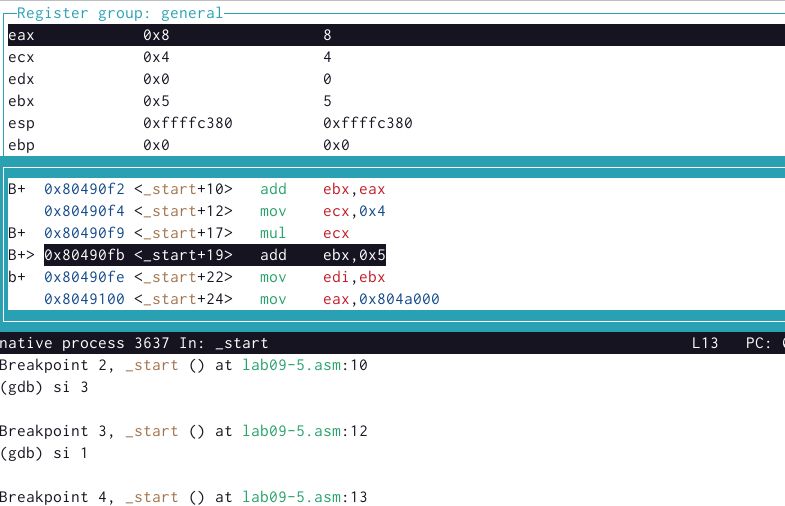 Register group: general
eax 0x8 8
ecx 0x4 4
edx 0x0 0
ebx 0x5 5
esp 0xffffc380 0xffffc380
ebp 0x0 0x0
B+ 0x80490f2 <_start+10> add ebx,eax
0x80490f4 <_start+12> mov ecx,0x4
B+ 0x80490f9 <_start+17> mul ecx
B+> 0x80490fb <_start+19> add ebx,0x5
b+ 0x80490fe <_start+22> mov edi,ebx
0x8049100 <_start+24> mov eax,0x804a000
native process 3637 In: _start L13 PC:
Breakpoint 2, _start () at lab09-5.asm:10
(gdb) si 3
Breakpoint 3, _start () at lab09-5.asm:12
(gdb) si 1
Breakpoint 4, _start () at lab09-5.asm:13